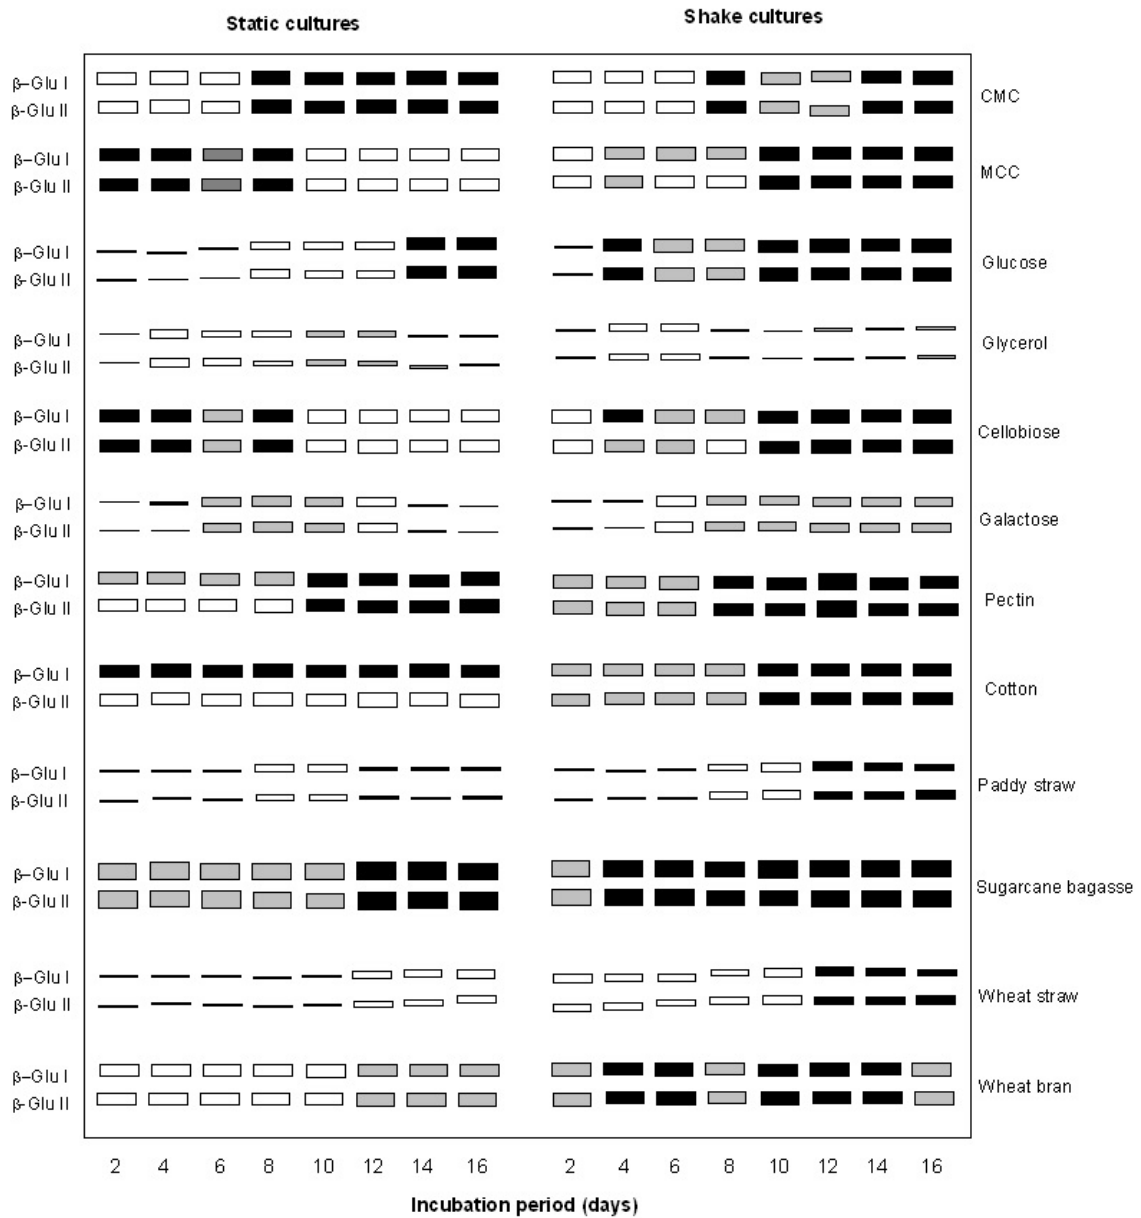 Static cultures
Shake cultures
β–Glu I
β-Glu II
CMC
β–Glu I
β-Glu II
MCC
β–Glu I
β-Glu II
Glucose
β–Glu I
β-Glu II
Glycerol
β–Glu I
β-Glu II
Cellobiose
β–Glu I
β-Glu II
Galactose
β–Glu I
β-Glu II
Pectin
β–Glu I
β-Glu II
Cotton
β–Glu I
β-Glu II
Paddy straw
β–Glu I
β-Glu II
Sugarcane bagasse
β–Glu I
β-Glu II
Wheat straw
β–Glu I
β-Glu II
Wheat bran
2 4 6 8 10 12 14 16 2 4 6 8 10 12 14 16
Incubation period (days)